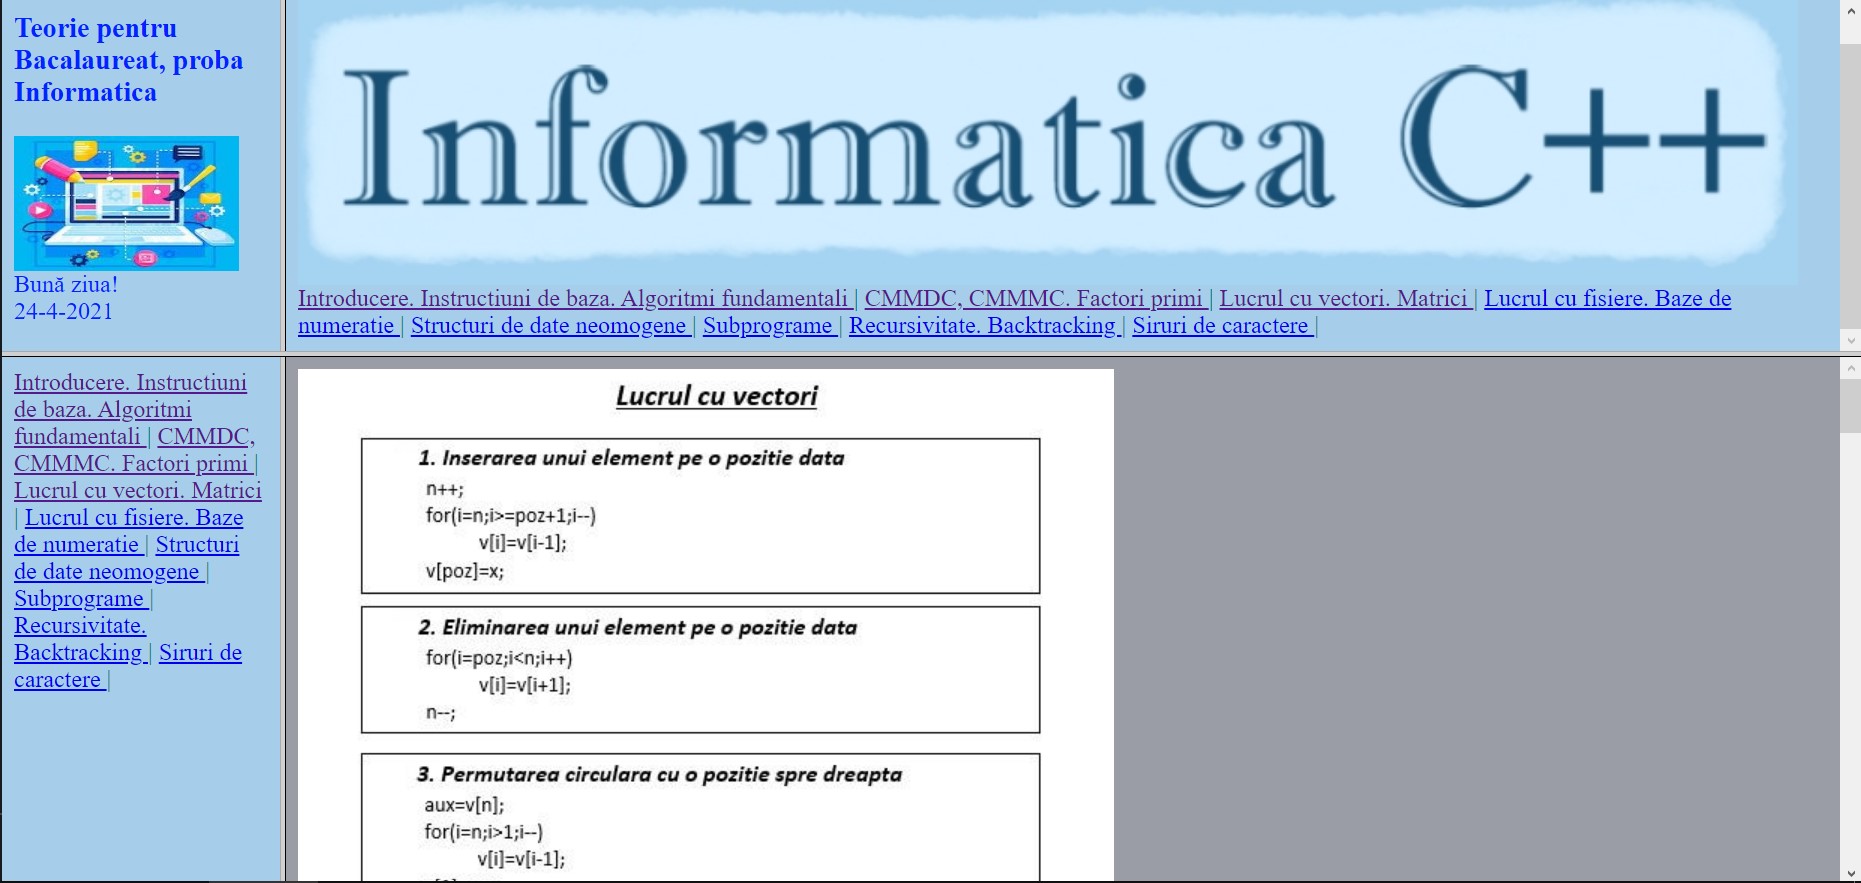 Teorie pentru
Bacalaureat, proba
Informatica
Bună ziua!
24-4-2021
Informatica C++
Introducere. Instructiuni de baza. Algoritmi fundamentali | CMMDC, CMMMC. Factori primi | Lucrul cu vectori. Matrici | Lucrul cu fisiere. Baze de
numeratie | Structuri de date neomogene | Subprograme | Recursivitate. Backtracking | Siruri de caractere |
Introducere. Instructiuni
de baza. Algoritmi
fundamentali | CMMDC,
CMMMC. Factori primi |
Lucrul cu vectori. Matrici
| Lucrul cu fisiere. Baze
de numeratie | Structuri
de date neomogene |
Subprograme |
Recursivitate.
Backtracking | Siruri de
caractere |
Lucrul cu vectori
1. Inserarea unui element pe o pozitie data
n++;
for(i=n;i>=poz+1;i--)
v[i]=v[i-1];
v[poz]=x;
2. Eliminarea unui element pe o pozitie data
for(i=poz;i<n;i++)
v[i]=v[i+1];
n--;
3. Permutarea circulara cu o pozitie spre dreapta
aux=v[n];
for(i=n;i>1;i--)
v[i]=v[i-1];